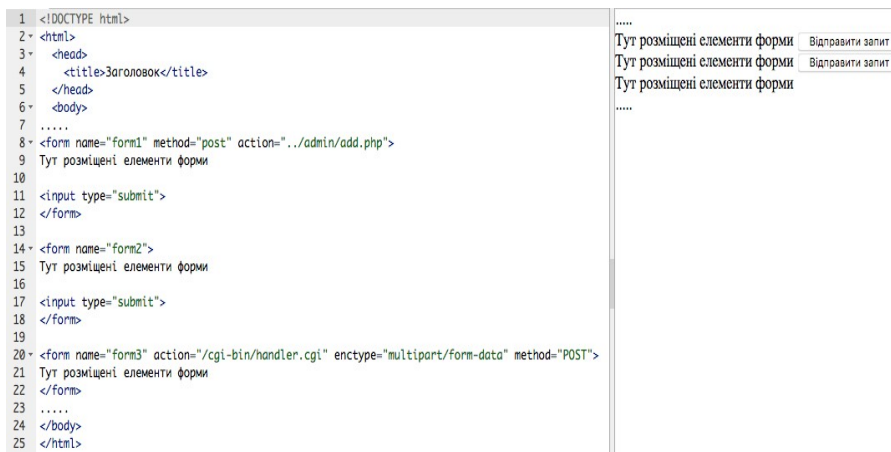 1 <!DOCTYPE html>
2 <html>
3 <head>
4 <title>Заголовок</title>
5 </head>
6 <body>
7 .....
8 <form name="form1" method="post" action="../admin/add.php">
9 Тут розміщені елементи форми
10
11 <input type="submit">
12 </form>
13
14 <form name="form2">
15 Тут розміщені елементи форми
16
17 <input type="submit">
18 </form>
19
20 <form name="form3" action="/cgi-bin/handler.cgi" enctype="multipart/form-data" method="POST">
21 Тут розміщені елементи форми
22 </form>
23 .....
24 </body>
25 </html>
.....
Тут розміщені елементи форми Відправити запит
Тут розміщені елементи форми Відправити запит
Тут розміщені елементи форми
.....